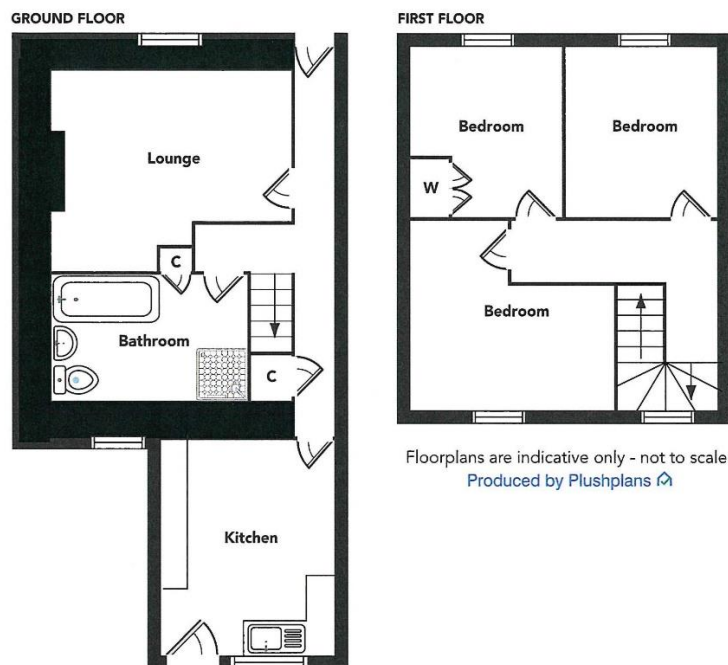 GROUND FLOOR
Lounge
C
Bathroom
C
Kitchen
FIRST FLOOR
Bedroom
Bedroom
W
Bedroom
Floorplans are indicative only - not to scale
Produced by Plushplans